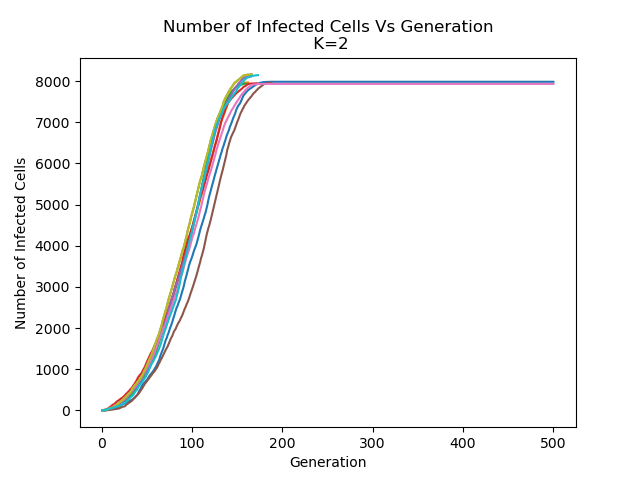 Number of Infected Cells Vs Generation
K=2
Number of Infected Cells
8000
7000
6000
5000
4000
3000
2000
1000
0
0 100 200 300 400 500
Generation